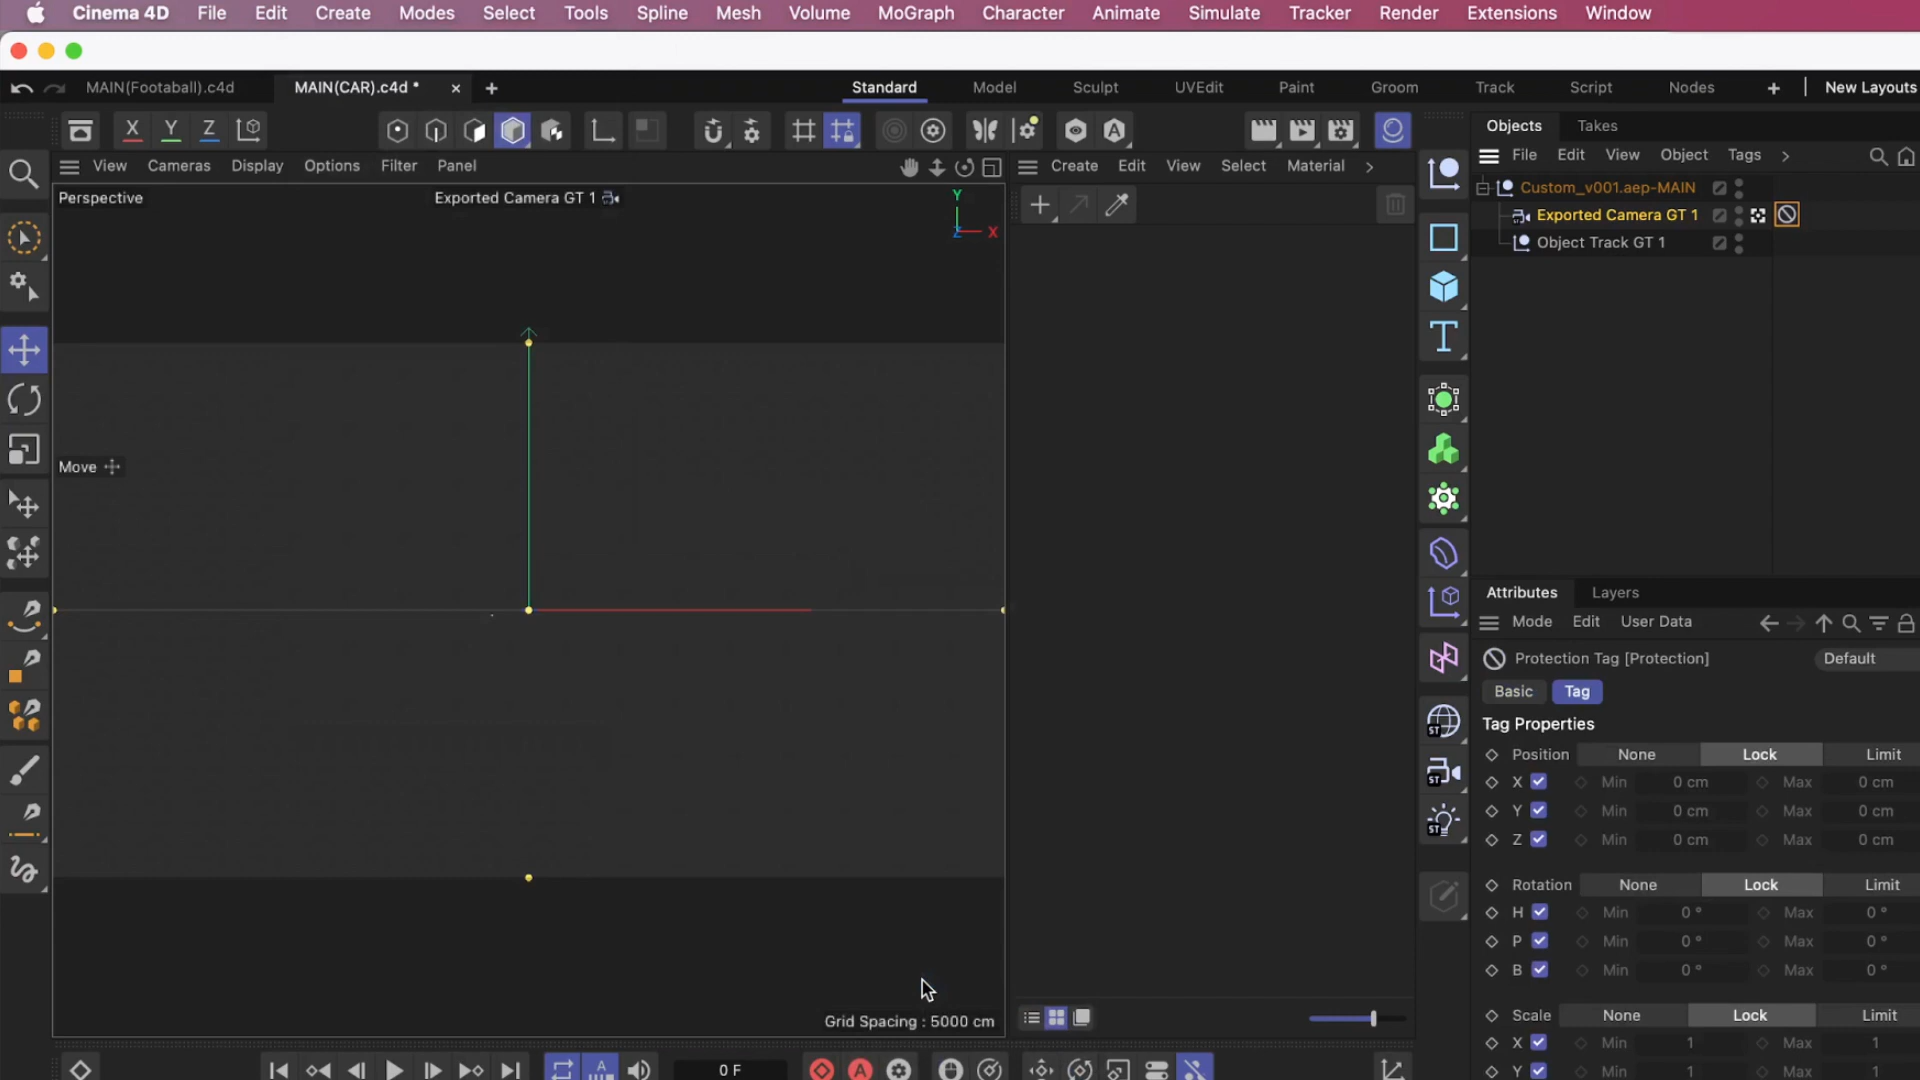 Cinema 4D File Edit Create Modes Select Tools Spline Mesh Volume MoGraph Character Animate Simulate Tracker Render Extensions Window
MAIN(Footaball).c4d MAIN(CAR).c4d * Standard Model Sculpt UVEdit Paint Groom Track Script Nodes New Layouts
X Y Z Objects Takes
View Cameras Display Options Filter Panel Create Edit View Select Material File Edit View Object Tags
Perspective Exported Camera GT 1 Y X Z
Custom_v001.aep-MAIN
Exported Camera GT 1
Object Track GT 1
Move
Attributes Layers
Mode Edit User Data
Protection Tag [Protection] Default
Basic Tag
Tag Properties
Position None Lock Limit
X Min 0 cm Max 0 cm
Y Min 0 cm Max 0 cm
Z Min 0 cm Max 0 cm
Rotation None Lock Limit
H Min 0 ° Max 0 °
P Min 0 ° Max 0 °
B Min 0 ° Max 0 °
Scale None Lock Limit
X 1 1
Y 1 1
Grid Spacing : 5000 cm
0 F
ST
ST
ST